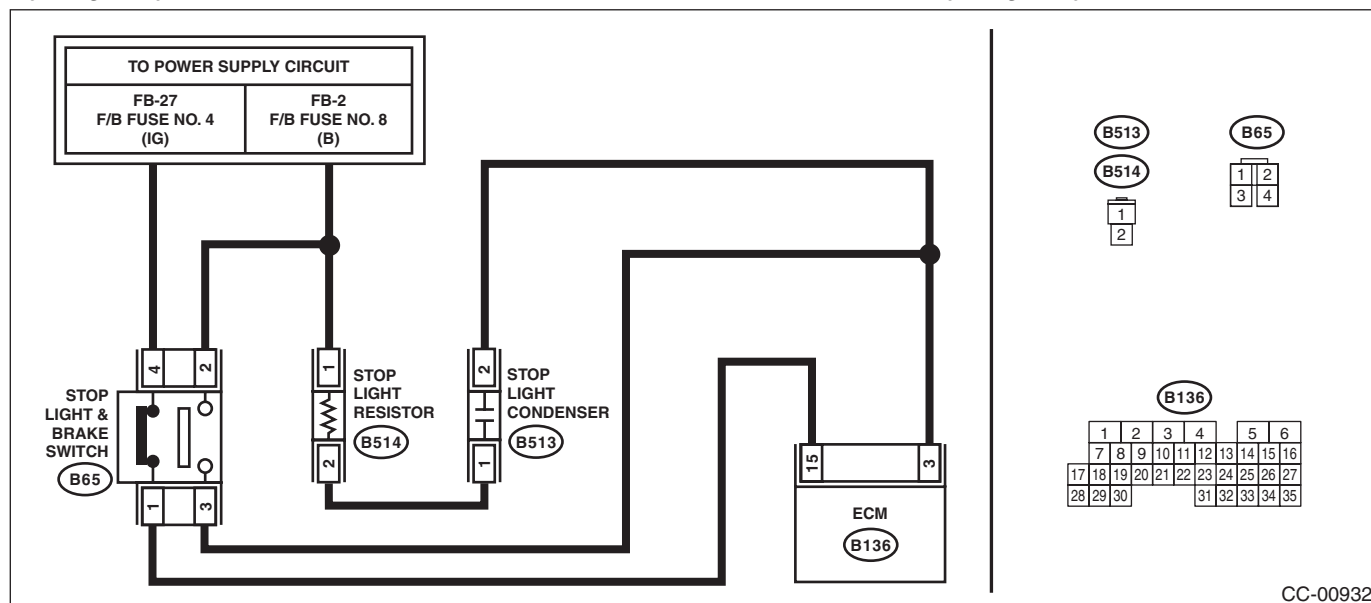 TO POWER SUPPLY CIRCUIT
FB-27
F/B FUSE NO. 4
(IG)
FB-2
F/B FUSE NO. 8
(B)
4
2
STOP
LIGHT &
BRAKE
SWITCH
B65
1
3
1
STOP
LIGHT
RESISTOR
B514
2
2
STOP
LIGHT
CONDENSER
B513
1
15
3
ECM
B136
B513
B514
1
2
B65
1 2
3 4
B136
1 2 3 4 5 6
7 8 9 10 11 12 13 14 15 16
17 18 19 20 21 22 23 24 25 26 27
28 29 30 31 32 33 34 35
CC-00932